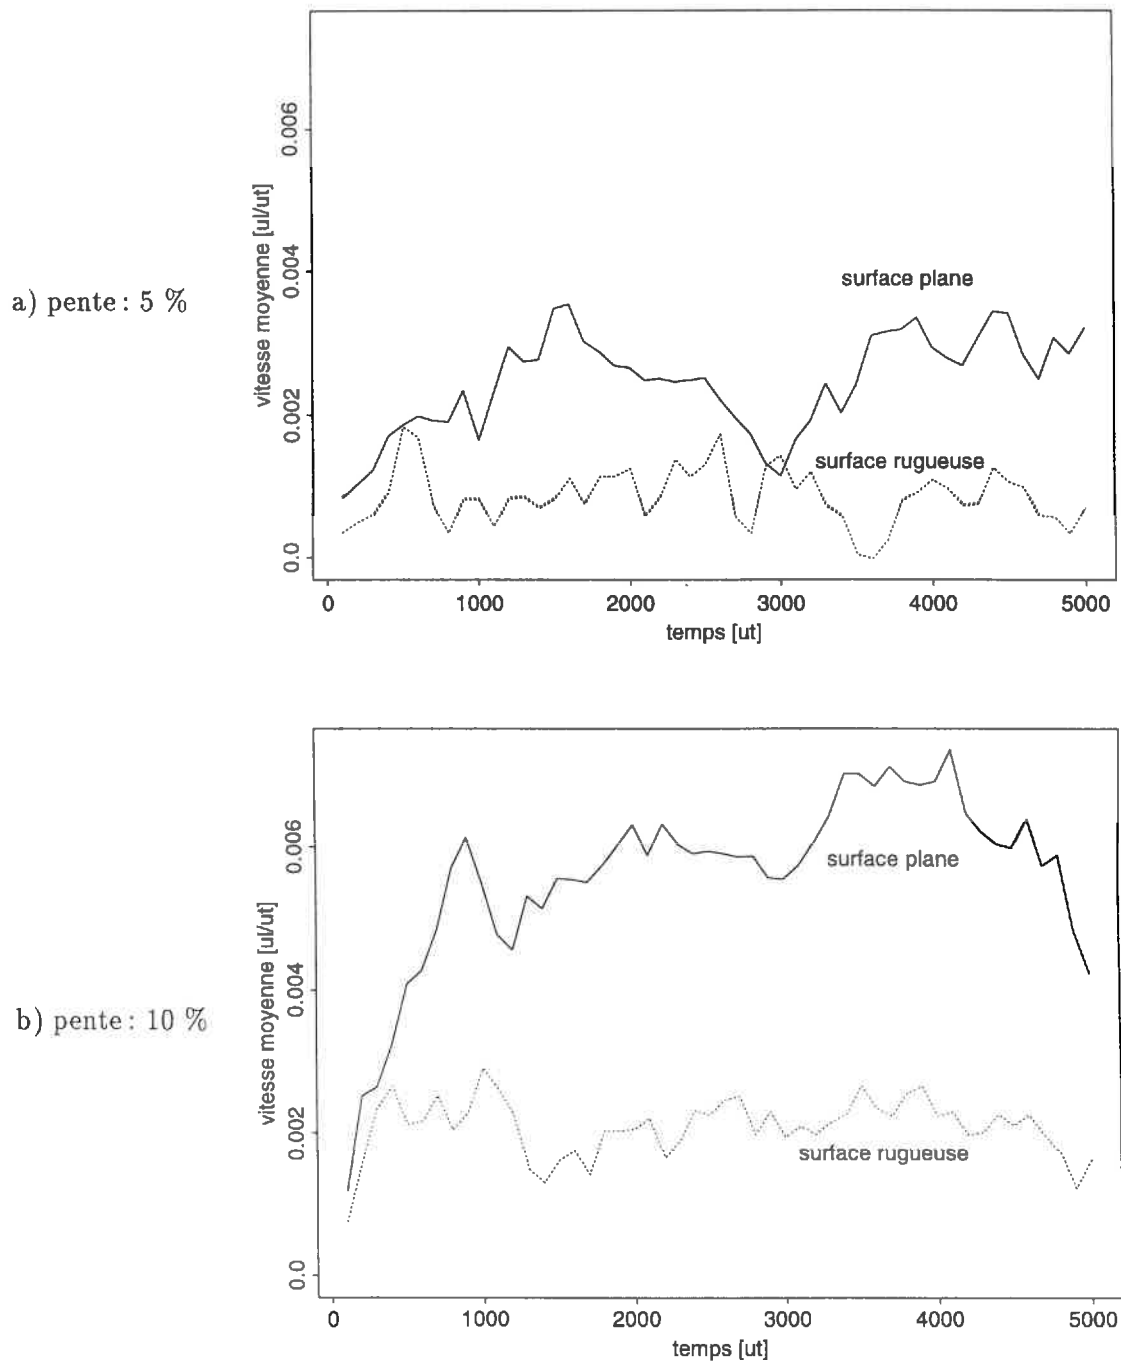 a) pente : 5 %
vitesse moyenne [ul/ut]
0.006
0.004
0.002
0.0
surface plane
surface rugueuse
0 1000 2000 3000 4000 5000
temps [ut]
b) pente : 10 %
vitesse moyenne [ul/ut]
0.006
0.004
0.002
0.0
surface plane
surface rugueuse
0 1000 2000 3000 4000 5000
temps [ut]